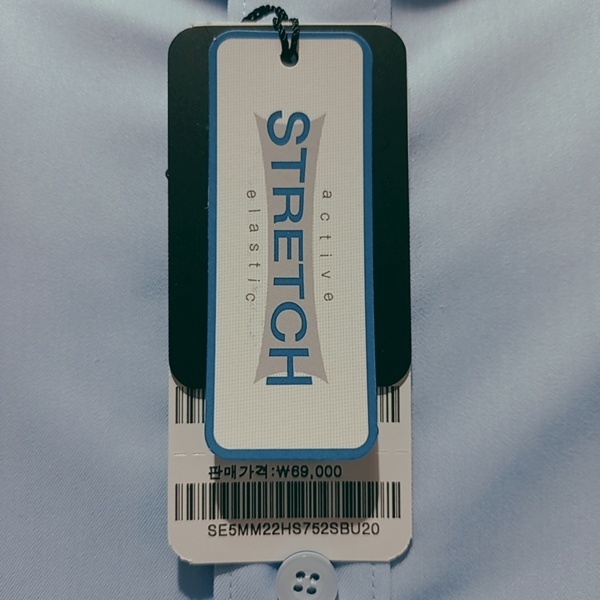 active
STRETCH
elastic
판매가격:₩69,000
SE5MM22HS752SBU20